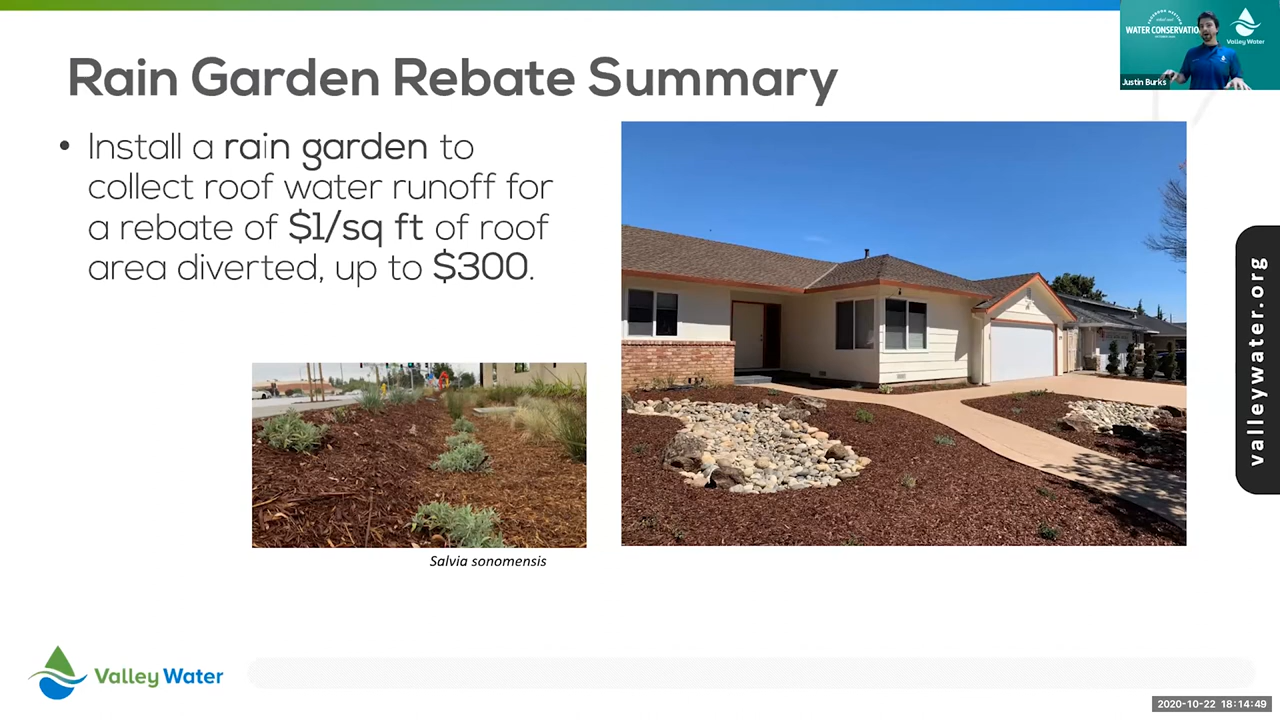 Rain Garden Rebate Summary
WATER CONSERVATIO
Valley Water
Justin Burks
• Install a rain garden to
collect roof water runoff for
a rebate of $1/sq ft of roof
area diverted, up to $300.
valleywater.org
Salvia sonomensis
Valley Water
2020-10-22 18:14:49